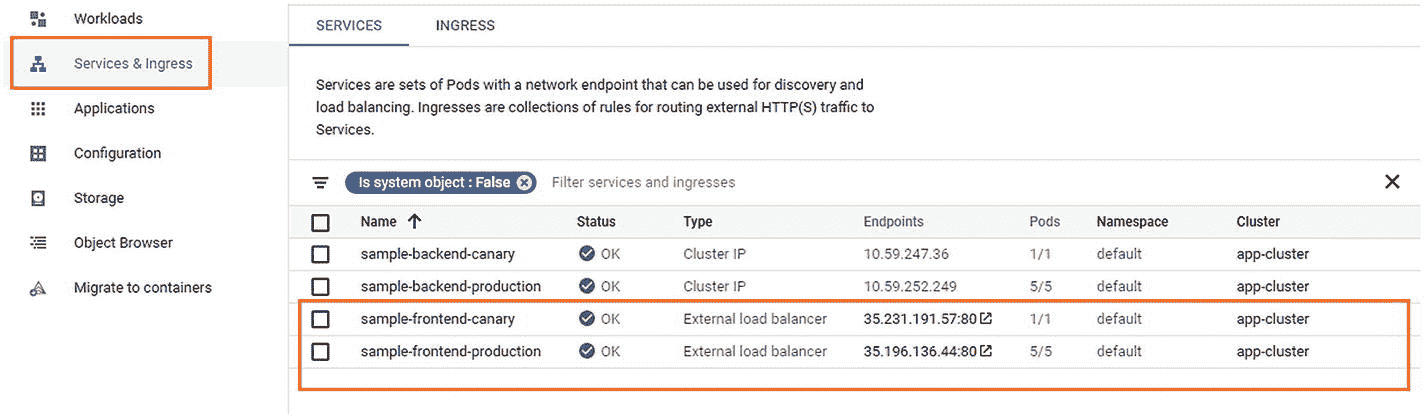 Workloads
Services & Ingress
Applications
Configuration
Storage
Object Browser
Migrate to containers
SERVICES INGRESS
Services are sets of Pods with a network endpoint that can be used for discovery and
load balancing. Ingresses are collections of rules for routing external HTTP(S) traffic to
Services.
Is system object : False Filter services and ingresses
Name Status Type Endpoints Pods Namespace Cluster
sample-backend-canary OK Cluster IP 10.59.247.36 1/1 default app-cluster
sample-backend-production OK Cluster IP 10.59.252.249 5/5 default app-cluster
sample-frontend-canary OK External load balancer 35.231.191.57:80 1/1 default app-cluster
sample-frontend-production OK External load balancer 35.196.136.44:80 5/5 default app-cluster